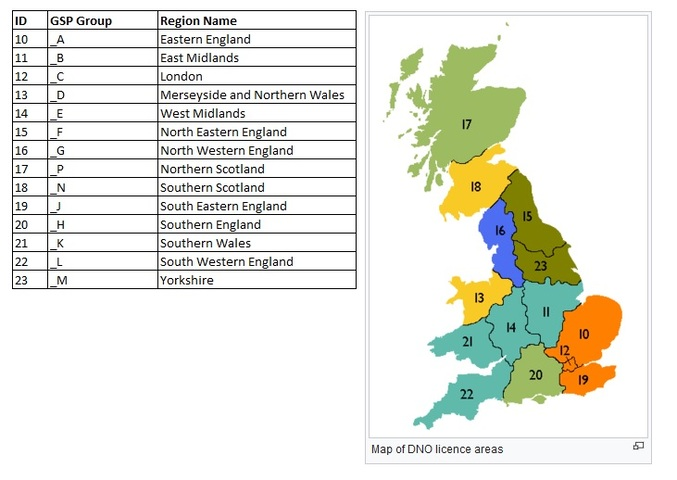 ID GSP Group Region Name
10 _A Eastern England
11 _B East Midlands
12 _C London
13 _D Merseyside and Northern Wales
14 _E West Midlands
15 _F North Eastern England
16 _G North Western England
17 _P Northern Scotland
18 _N Southern Scotland
19 _J South Eastern England
20 _H Southern England
21 _K Southern Wales
22 _L South Western England
23 _M Yorkshire
17
18
15
16
23
13
11
14
10
21
12
20
19
22
Map of DNO licence areas